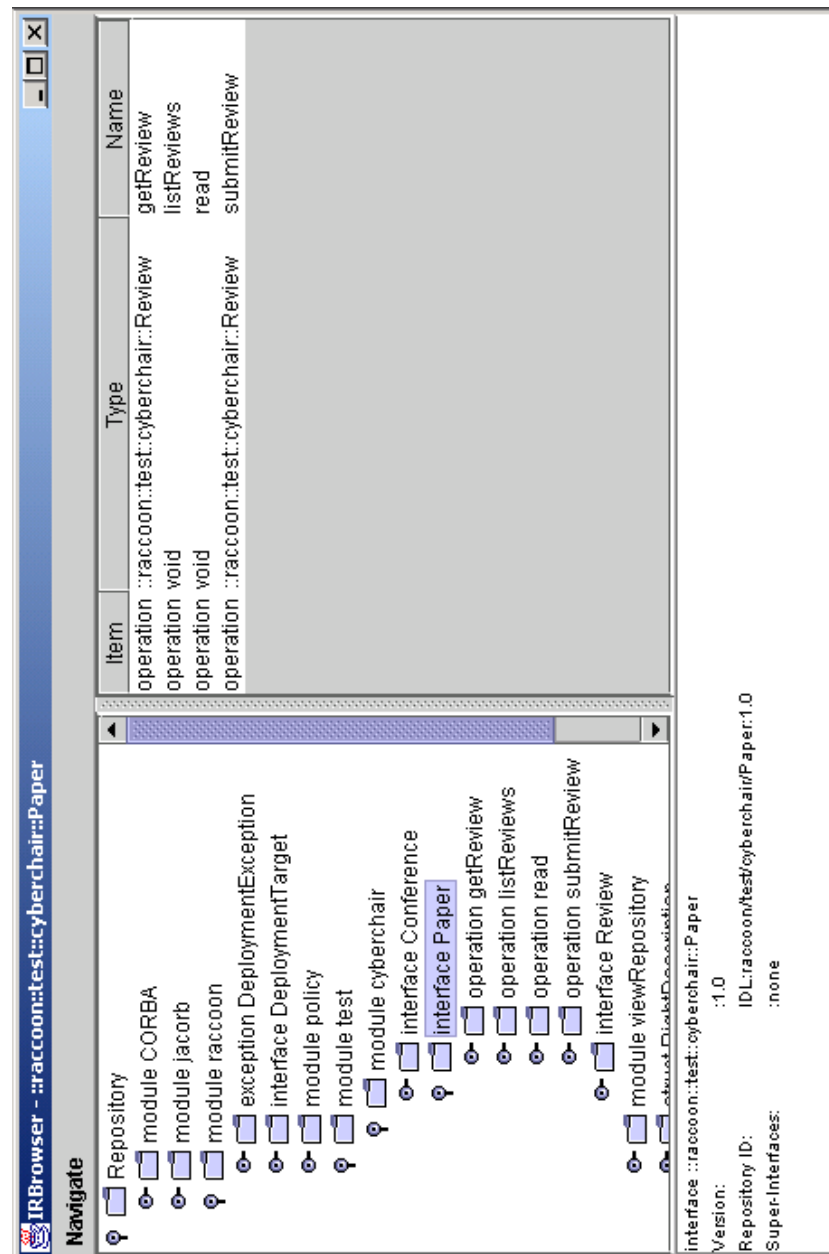 IRBrowser - ::raccoon::test::cyberchair::Paper
Navigate
Repository
module CORBA
module jacorb
module raccoon
exception DeploymentException
interface DeploymentTarget
module policy
module test
module cyberchair
interface Conference
interface Paper
operation getReview
operation listReviews
operation read
operation submitReview
interface Review
module viewRepository
struct RightDescription
Item Type Name
operation ::raccoon::test::cyberchair::Review getReview
operation void listReviews
operation void read
operation ::raccoon::test::cyberchair::Review submitReview
interface ::raccoon::test::cyberchair::Paper
Version: :1.0
Repository ID: IDL:raccoon/test/cyberchair/Paper:1.0
Super-Interfaces: :none